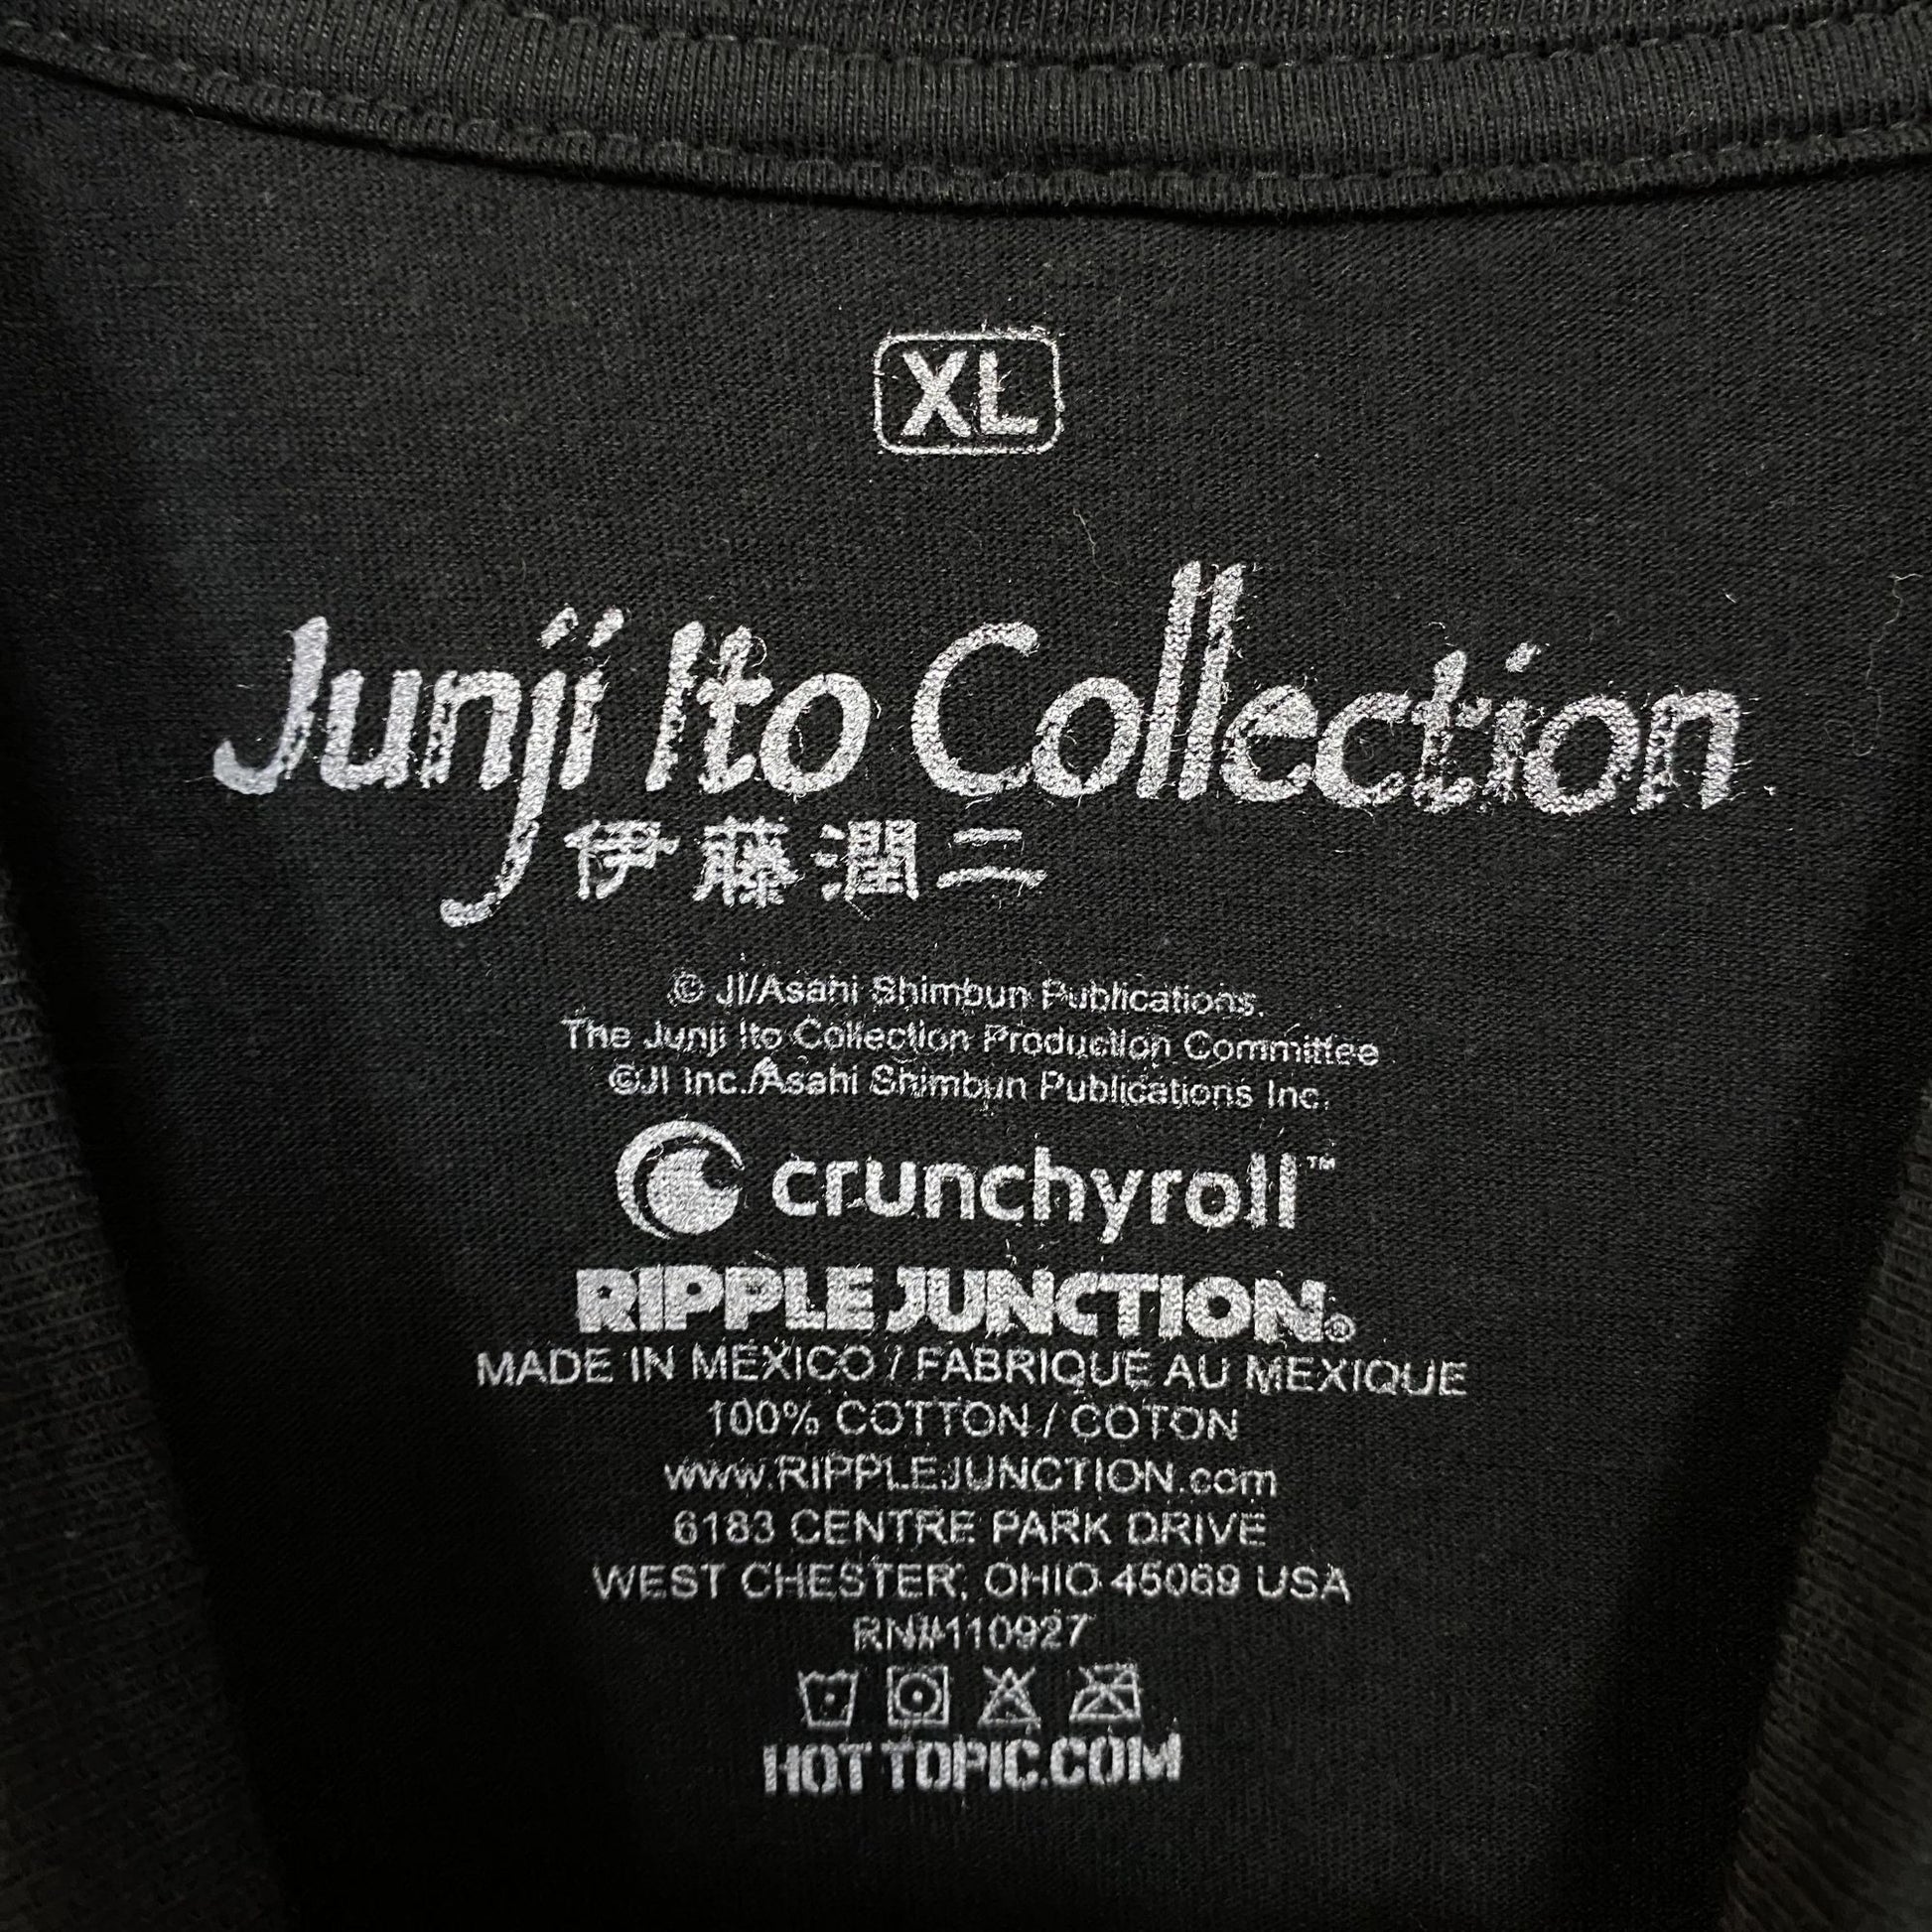 XL
Junji Ito Collection
伊藤潤二
© JI/Asahi Shimbun Publications.
The Junji Ito Collection Production Committee
©JI Inc./Asahi Shimbun Publications Inc.
crunchyroll™
RIPPLE JUNCTION®
MADE IN MEXICO / FABRIQUE AU MEXIQUE
100% COTTON / COTON
www.RIPPLEJUNCTION.com
6183 CENTRE PARK DRIVE
WEST CHESTER, OHIO 45069 USA
RN#110927
HOT TOPIC.COM